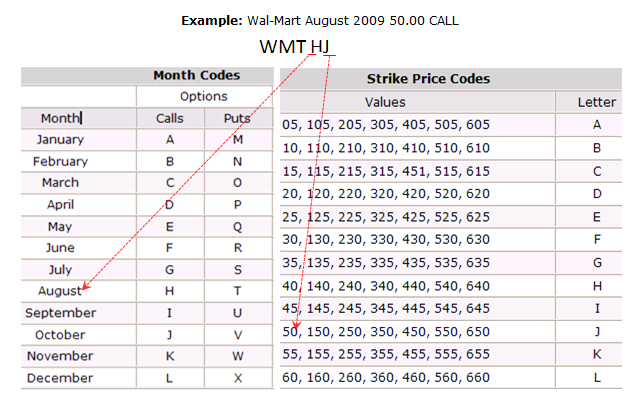 Example: Wal-Mart August 2009 50.00 CALL
WMT HJ
Month Codes
Options
Month Calls Puts
January A M
February B N
March C O
April D P
May E Q
June F R
July G S
August H T
September I U
October J V
November K W
December L X
Strike Price Codes
Values Letter
05, 105, 205, 305, 405, 505, 605 A
10, 110, 210, 310, 410, 510, 610 B
15, 115, 215, 315, 451, 515, 615 C
20, 120, 220, 320, 420, 520, 620 D
25, 125, 225, 325, 425, 525, 625 E
30, 130, 230, 330, 430, 530, 630 F
35, 135, 235, 335, 435, 535, 635 G
40, 140, 240, 340, 440, 540, 640 H
45, 145, 245, 345, 445, 545, 645 I
50, 150, 250, 350, 450, 550, 650 J
55, 155, 255, 355, 455, 555, 655 K
60, 160, 260, 360, 460, 560, 660 L